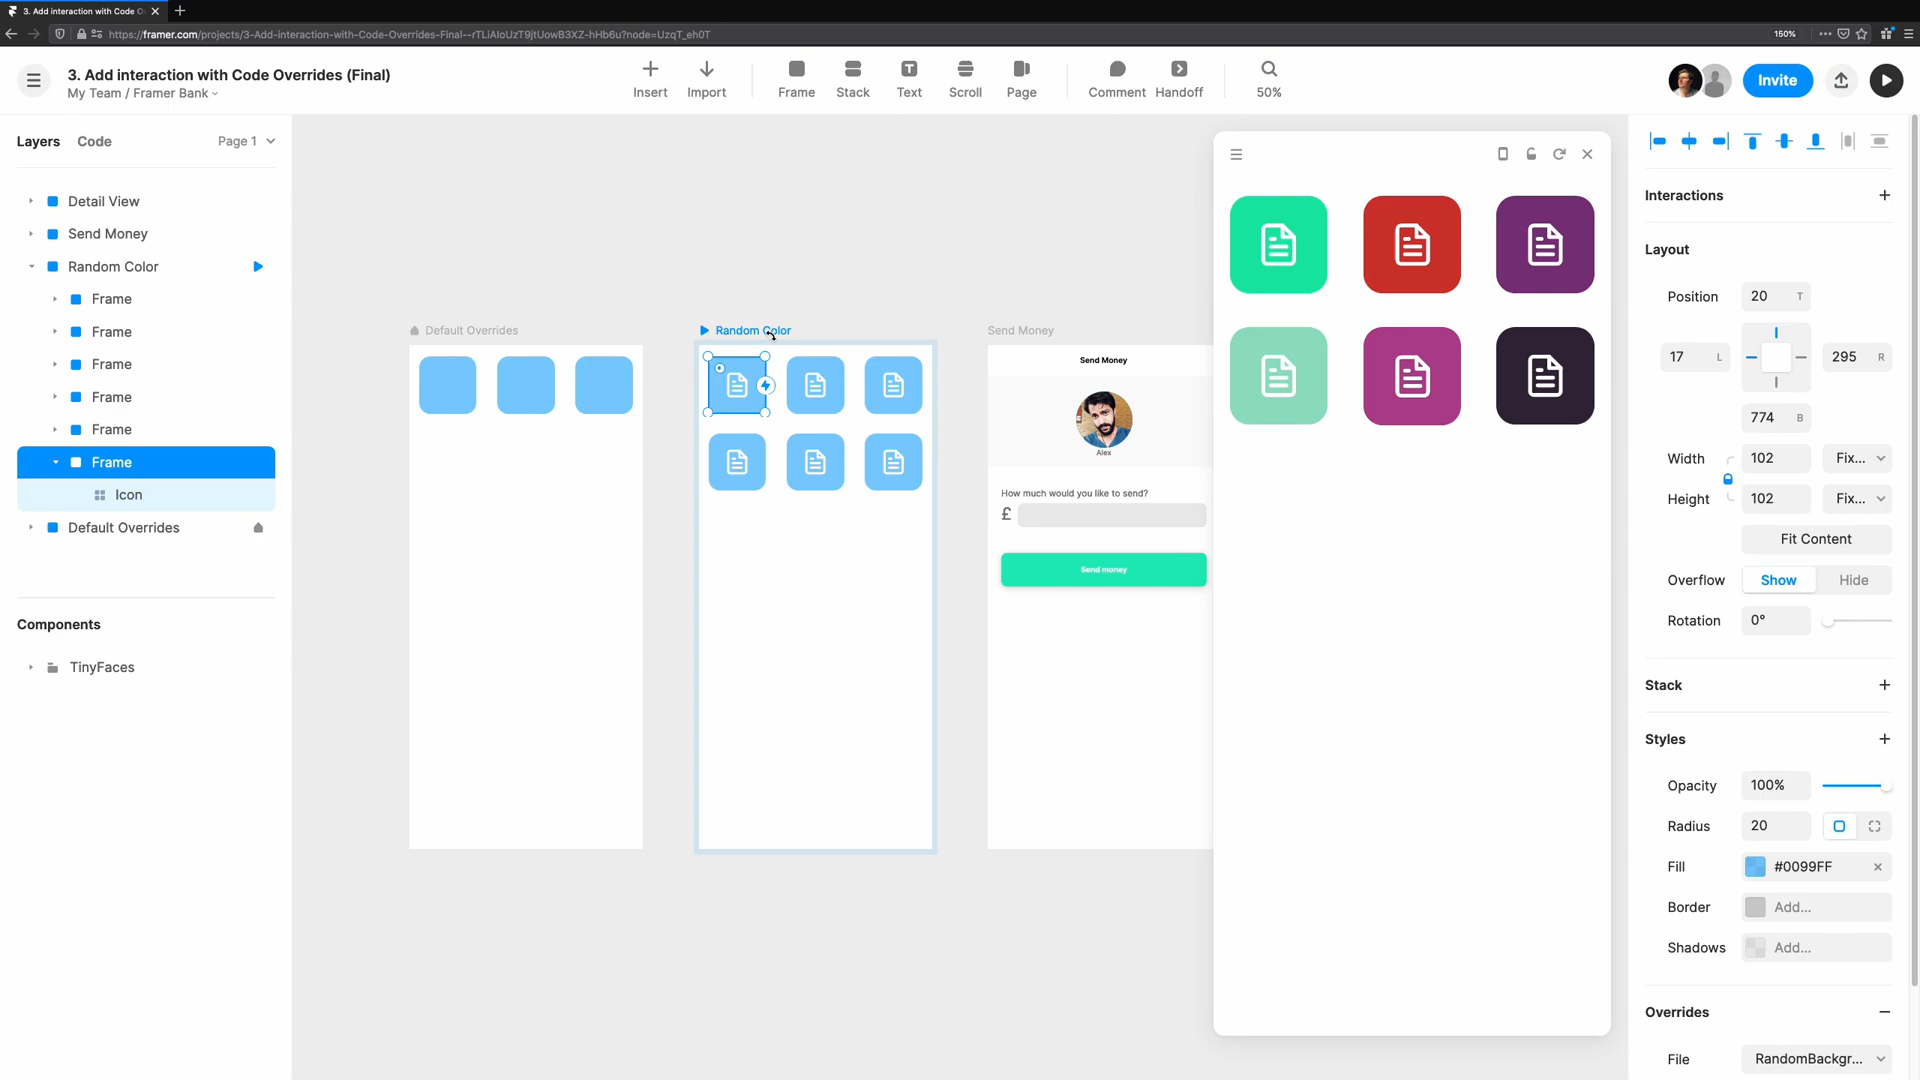 3. Add interaction with Code O
https://framer.com/projects/3-Add-interaction-with-Code-Overrides-Final--rTLiAIoUzT9jtUowB3XZ-hHb6u?node=UzqT_eh0T
150%
3. Add interaction with Code Overrides (Final)
My Team / Framer Bank
Insert
Import
Frame
Stack
Text
Scroll
Page
Comment
Handoff
50%
Invite
Layers
Code
Page 1
Detail View
Send Money
Random Color
Frame
Frame
Frame
Frame
Frame
Frame
Icon
Default Overrides
Components
TinyFaces
Default Overrides
Random Color
Send Money
Send Money
Alex
How much would you like to send?
£
Send money
Interactions
Layout
Position
20
T
17
L
295
R
774
B
Width
102
Fix...
Height
102
Fix...
Fit Content
Overflow
Show
Hide
Rotation
0°
Stack
Styles
Opacity
100%
Radius
20
Fill
#0099FF
Border
Add...
Shadows
Add...
Overrides
File
RandomBackgr...